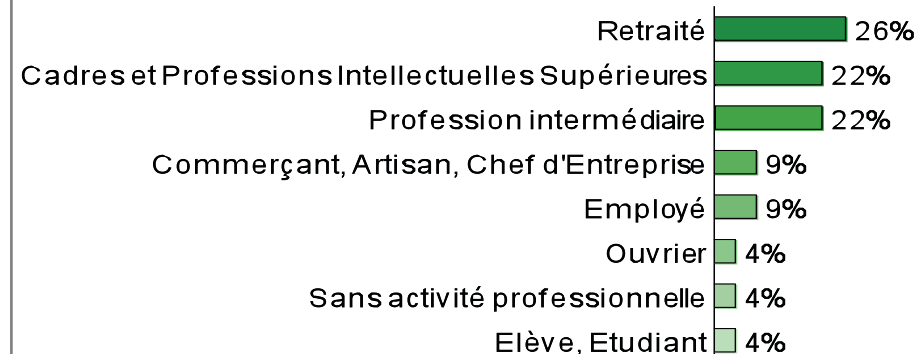 Retraité 26%
Cadres et Professions Intellectuelles Supérieures 22%
Profession intermédiaire 22%
Commerçant, Artisan, Chef d'Entreprise 9%
Employé 9%
Ouvrier 4%
Sans activité professionnelle 4%
Elève, Etudiant 4%